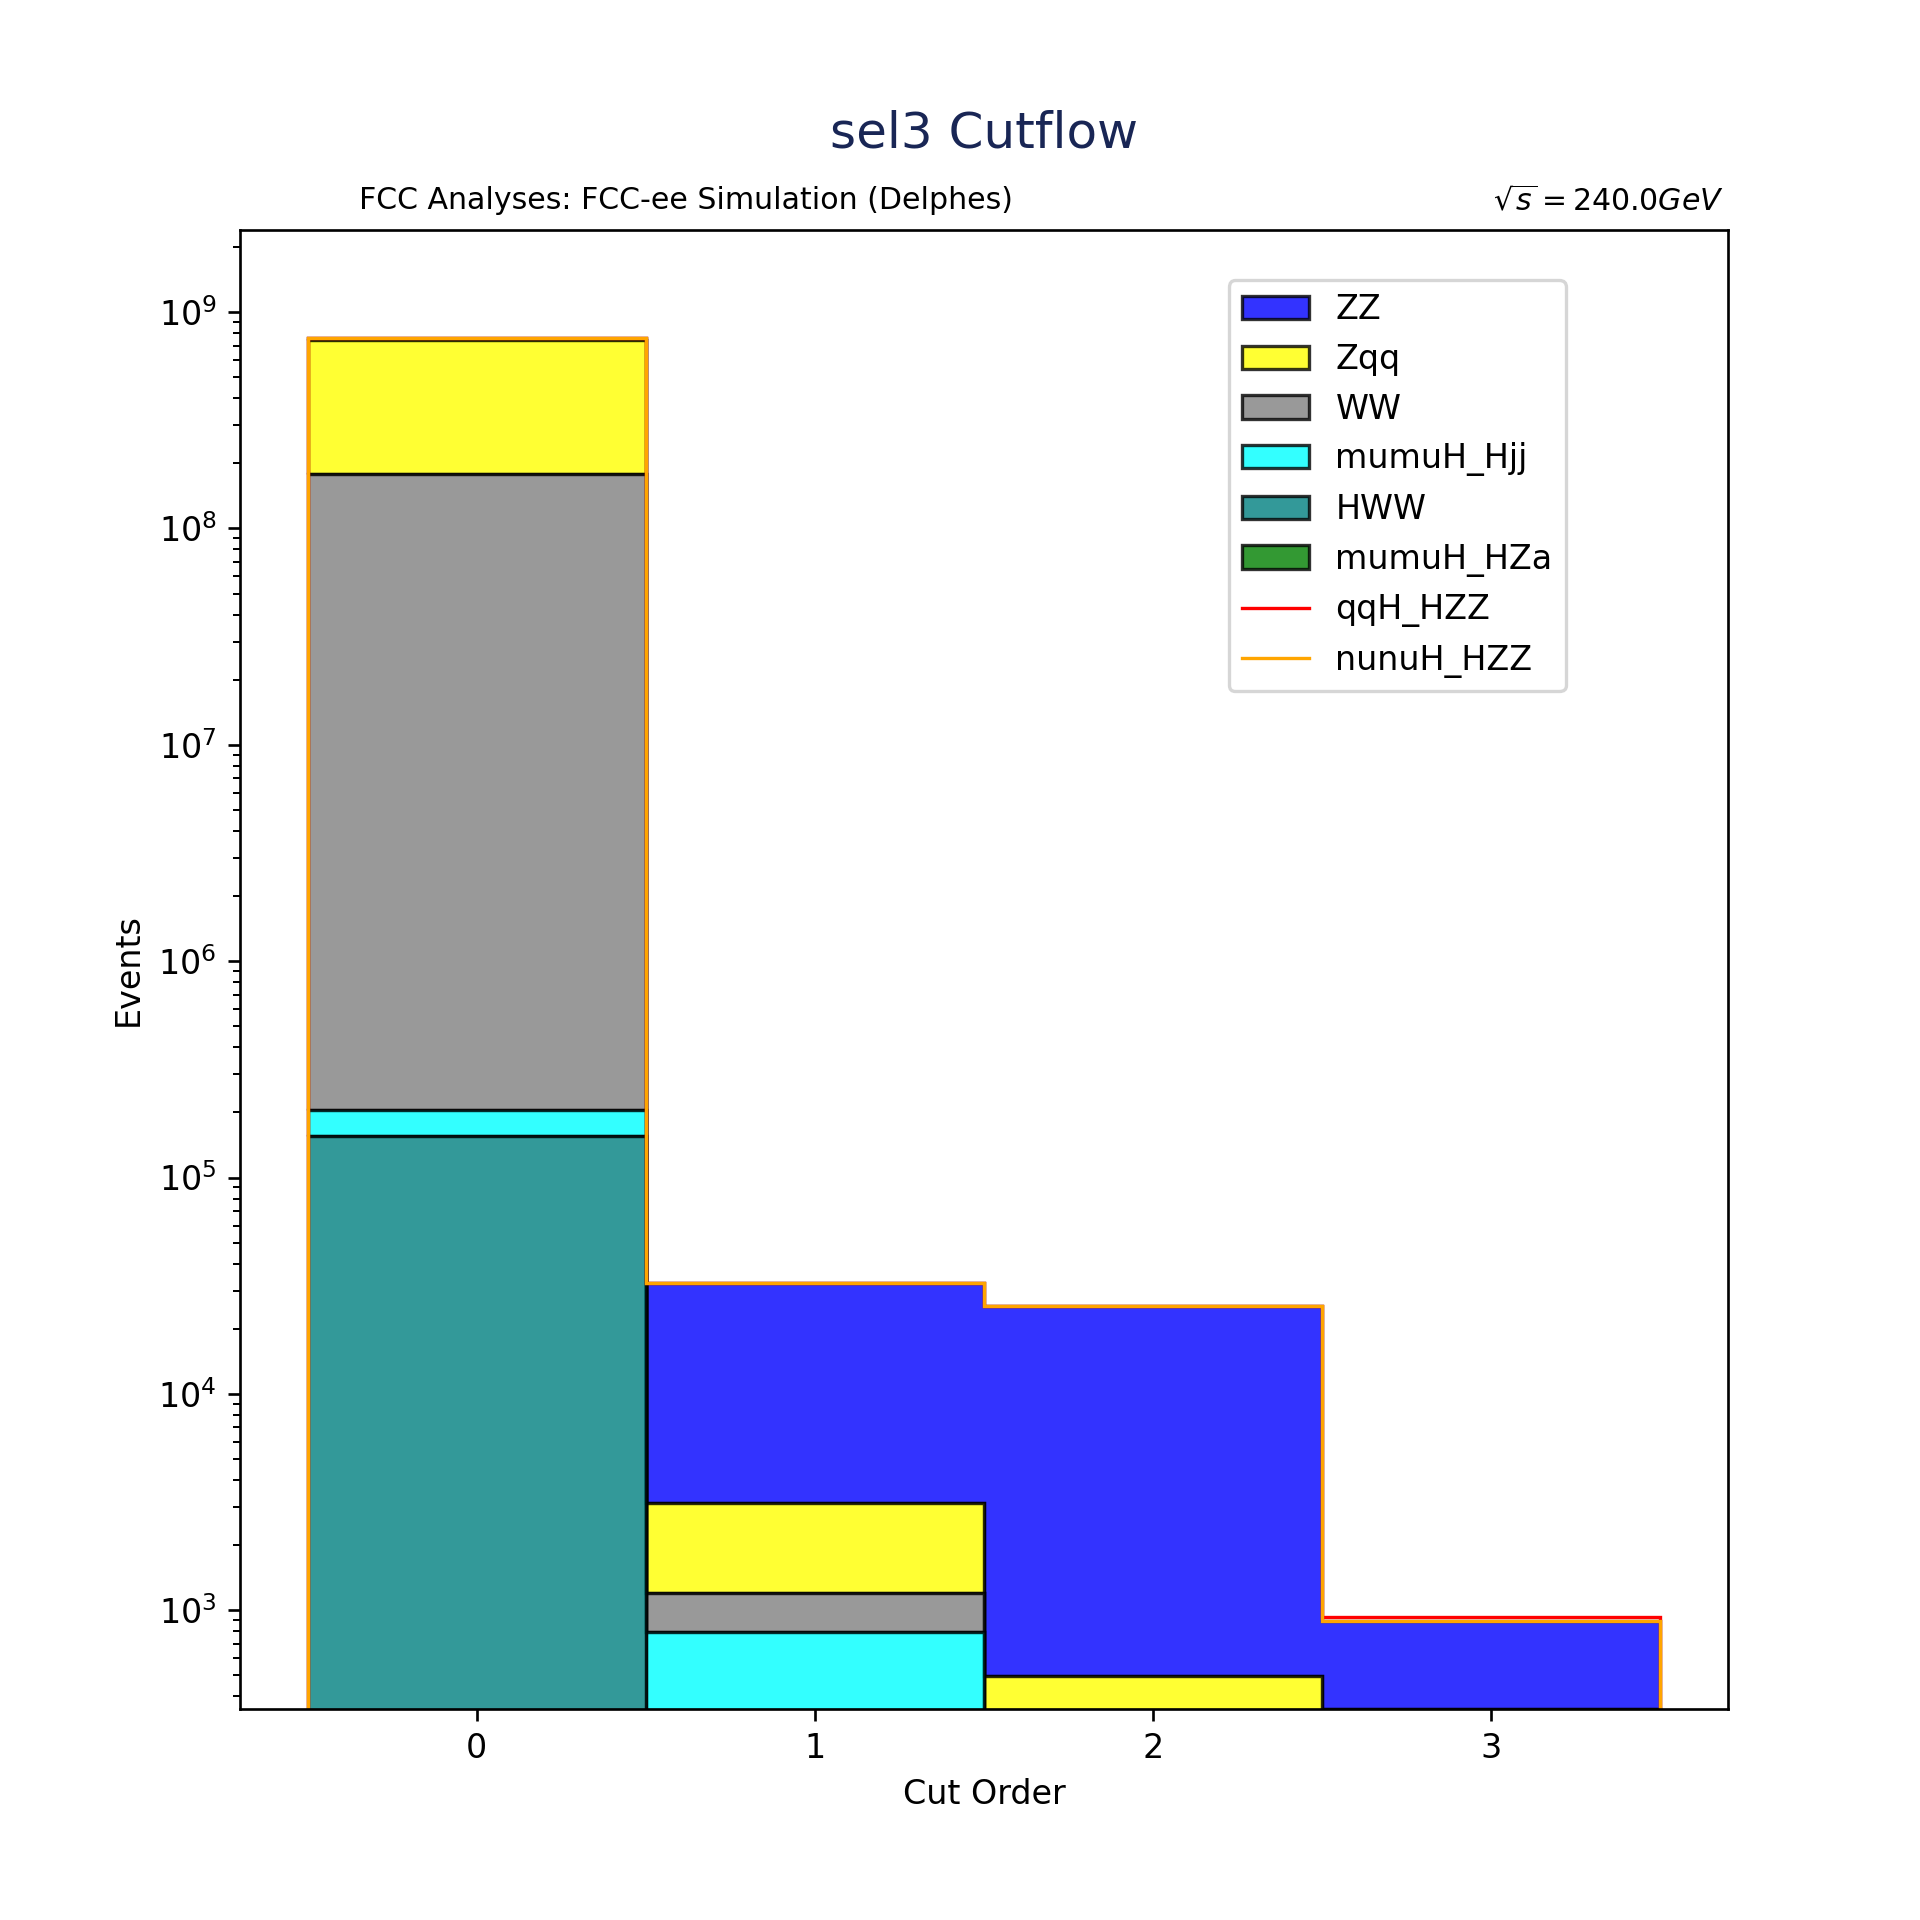 sel3 Cutflow
FCC Analyses: FCC-ee Simulation (Delphes)
√s = 240.0GeV
10⁹
10⁸
10⁷
10⁶
10⁵
10⁴
10³
Events
ZZ
Zqq
WW
mumuH_Hjj
HWW
mumuH_HZa
qqH_HZZ
nunuH_HZZ
0 1 2 3
Cut Order